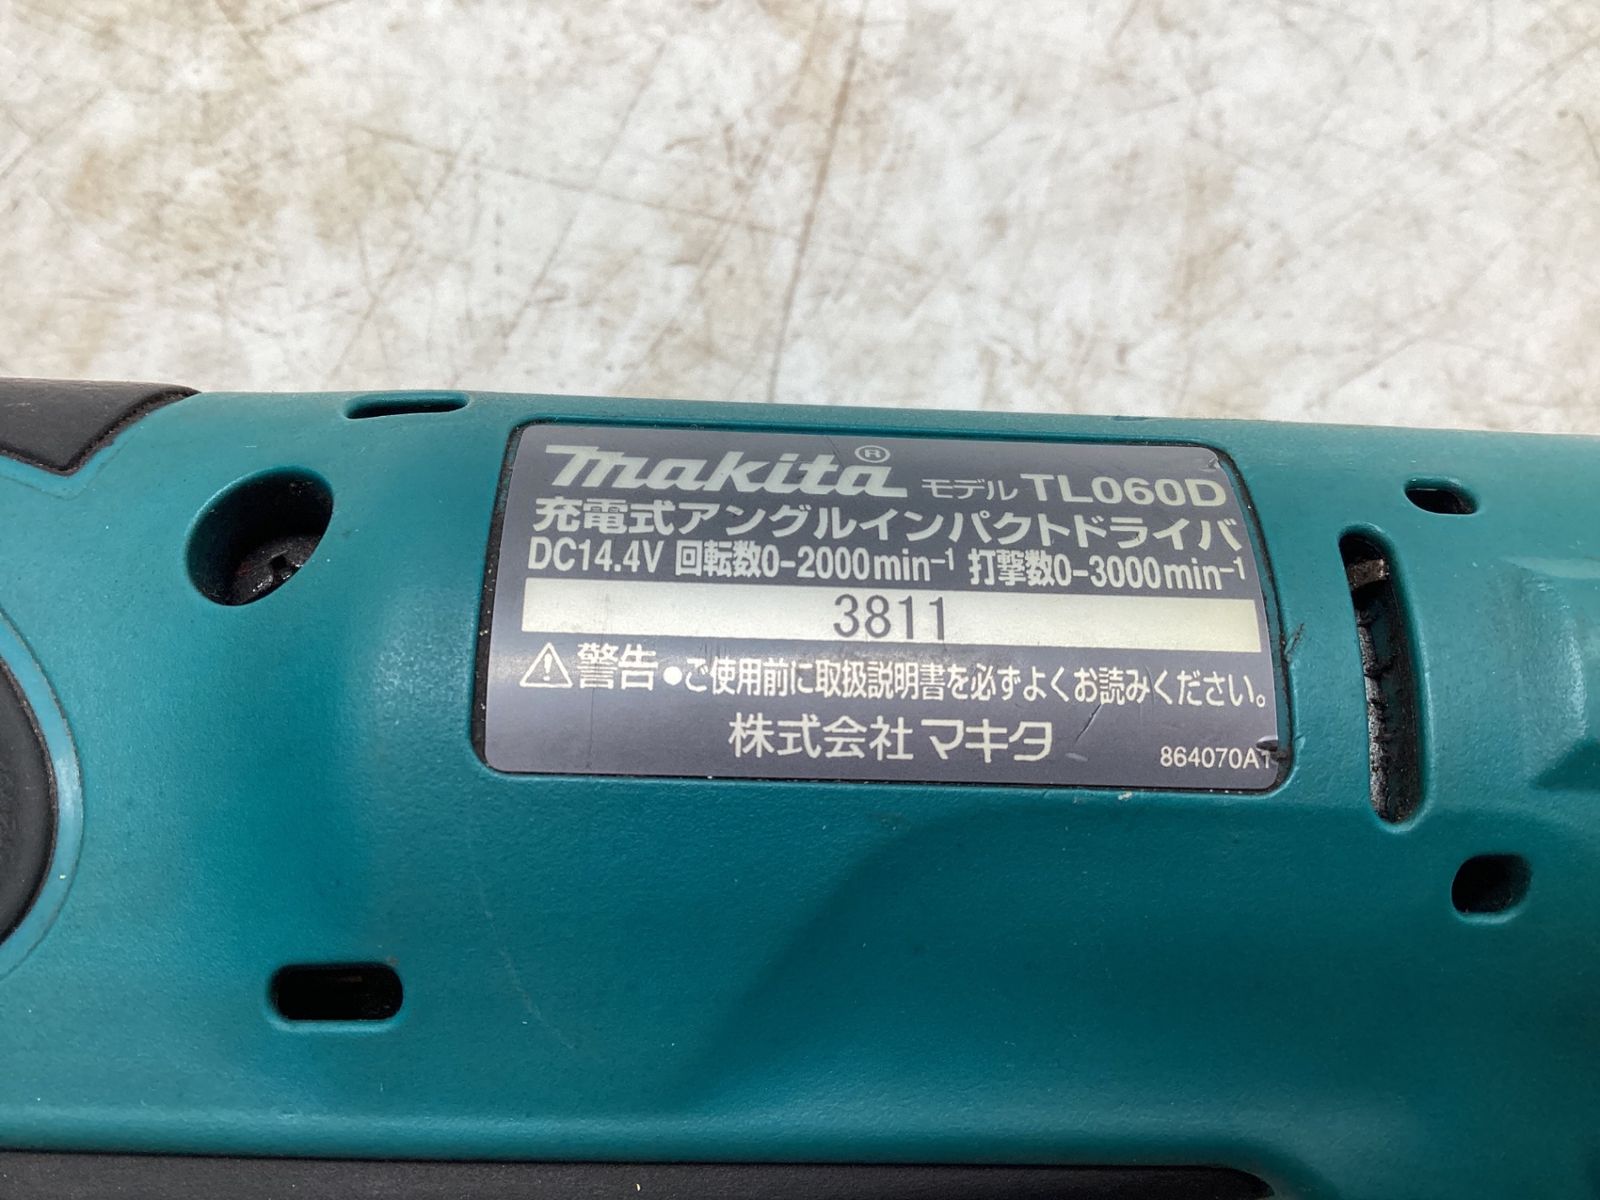 makita® モデル TL060D
充電式アングルインパクトドライバ
DC14.4V 回転数0-2000min-1 打撃数0-3000min-1
3811
警告 ●ご使用前に取扱説明書を必ずよくお読みください。
株式会社マキタ 864070A1